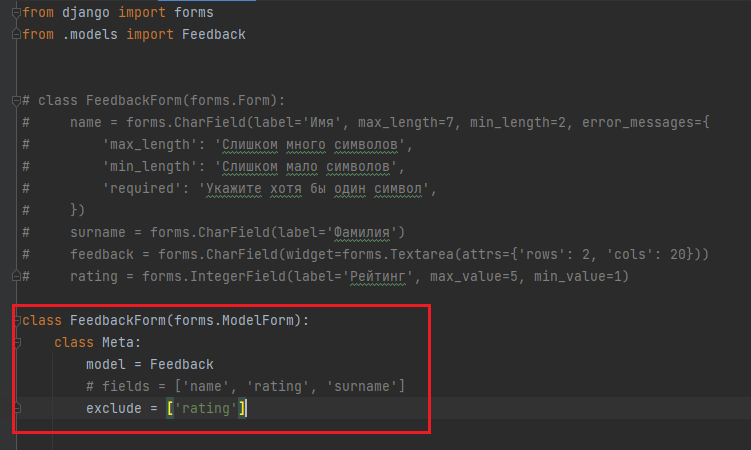 from django import forms
from .models import Feedback
# class FeedbackForm(forms.Form):
#     name = forms.CharField(label='Имя', max_length=7, min_length=2, error_messages={
#         'max_length': 'Слишком много символов',
#         'min_length': 'Слишком мало символов',
#         'required': 'Укажите хотя бы один символ',
#     })
#     surname = forms.CharField(label='Фамилия')
#     feedback = forms.CharField(widget=forms.Textarea(attrs={'rows': 2, 'cols': 20}))
#     rating = forms.IntegerField(label='Рейтинг', max_value=5, min_value=1)
class FeedbackForm(forms.ModelForm):
    class Meta:
        model = Feedback
        # fields = ['name', 'rating', 'surname']
        exclude = ['rating']